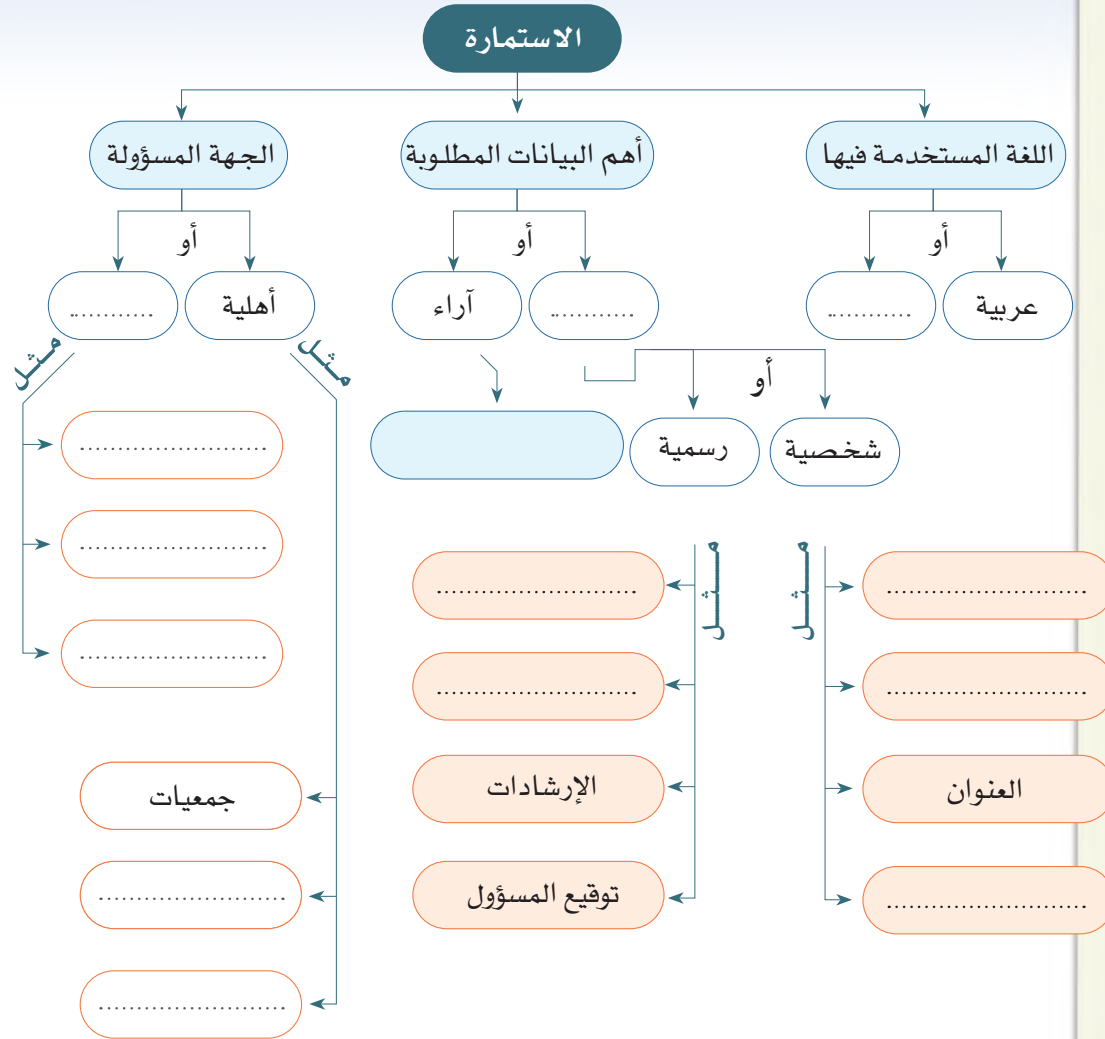 الاستمارة
اللغة المستخدمة فيها
أهم البيانات المطلوبة
الجهة المسؤولة
أو
أو
أو
عربية
............
............
آراء
أهلية
............
مثل
مثل
أو
شخصية
رسمية
..........................
..........................
..........................
مثل
..........................
..........................
العنوان
..........................
مثل
..........................
..........................
الإرشادات
توقيع المسؤول
جمعيات
..........................
..........................